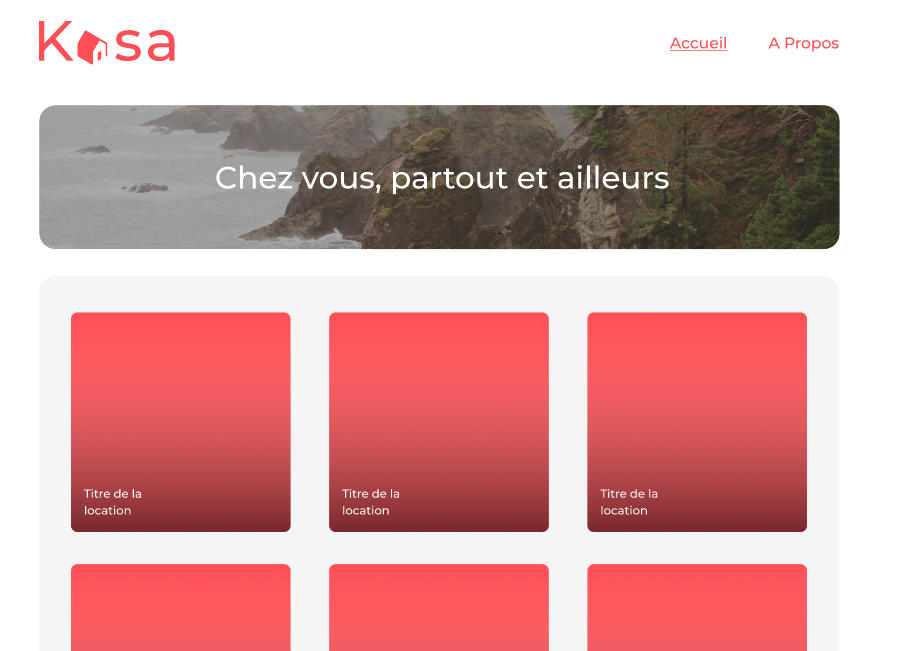 Kasa
Accueil
A Propos
Chez vous, partout et ailleurs
Titre de la
location
Titre de la
location
Titre de la
location